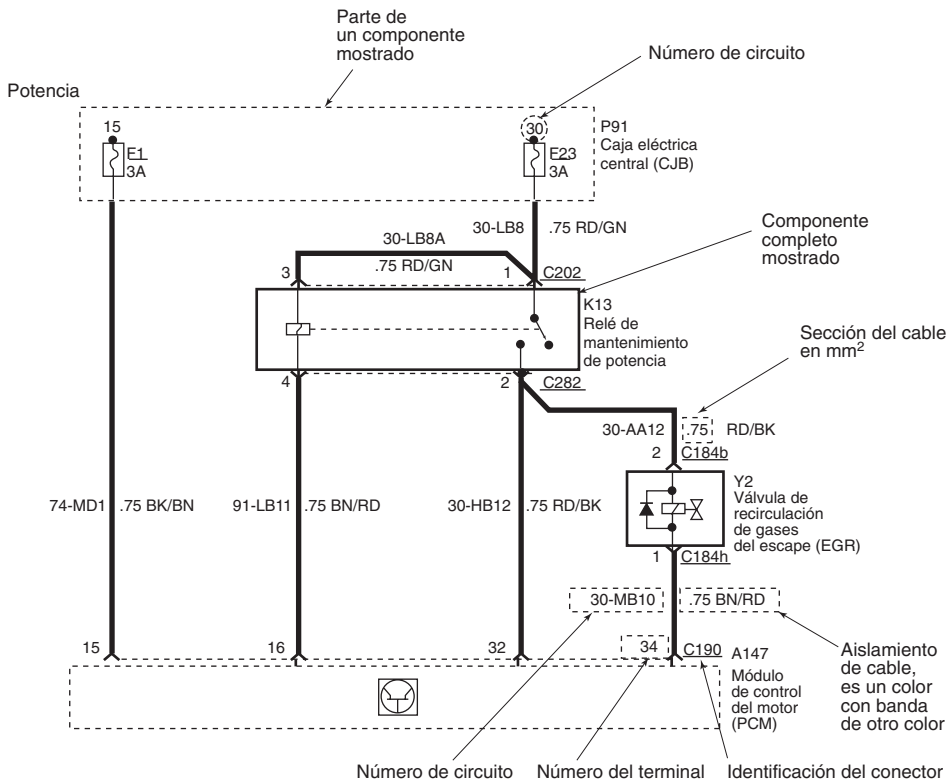 Parte de
un componente
mostrado
Número de circuito
Potencia
15
30
P91
Caja eléctrica
central (CJB)
F1
3A
F23
3A
30-LB8
.75 RD/GN
30-LB8A
.75 RD/GN
Componente
completo
mostrado
3
1
C202
K13
Relé de
mantenimiento
de potencia
Sección del cable
en mm²
4
2
C282
30-AA12
.75
RD/BK
2
C184b
Y2
Válvula de
recirculación
de gases
del escape (EGR)
74-MD1
.75 BK/BN
91-LB11
.75 BN/RD
30-HB12
.75 RD/BK
1
C184h
30-MB10
.75 BN/RD
15
16
32
34
C190
A147
Módulo
de control
del motor
(PCM)
Aislamiento
de cable,
es un color
con banda
de otro color
Número de circuito
Número del terminal
Identificación del conector